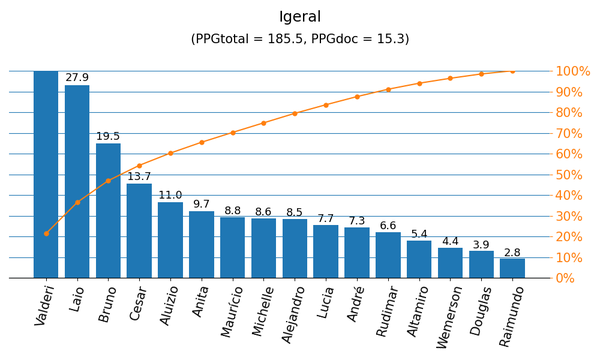 Igeral
(PPGtotal = 185.5, PPGdoc = 15.3)
27.9
19.5
13.7
11.0
9.7
8.8
8.6
8.5
7.7
7.3
6.6
5.4
4.4
3.9
2.8
100%
90%
80%
70%
60%
50%
40%
30%
20%
10%
0%
Valderi
Laio
Bruno
Cesar
Aluizio
Anita
Maurício
Michelle
Alejandro
Lucia
André
Rudimar
Altamiro
Wemerson
Douglas
Raimundo